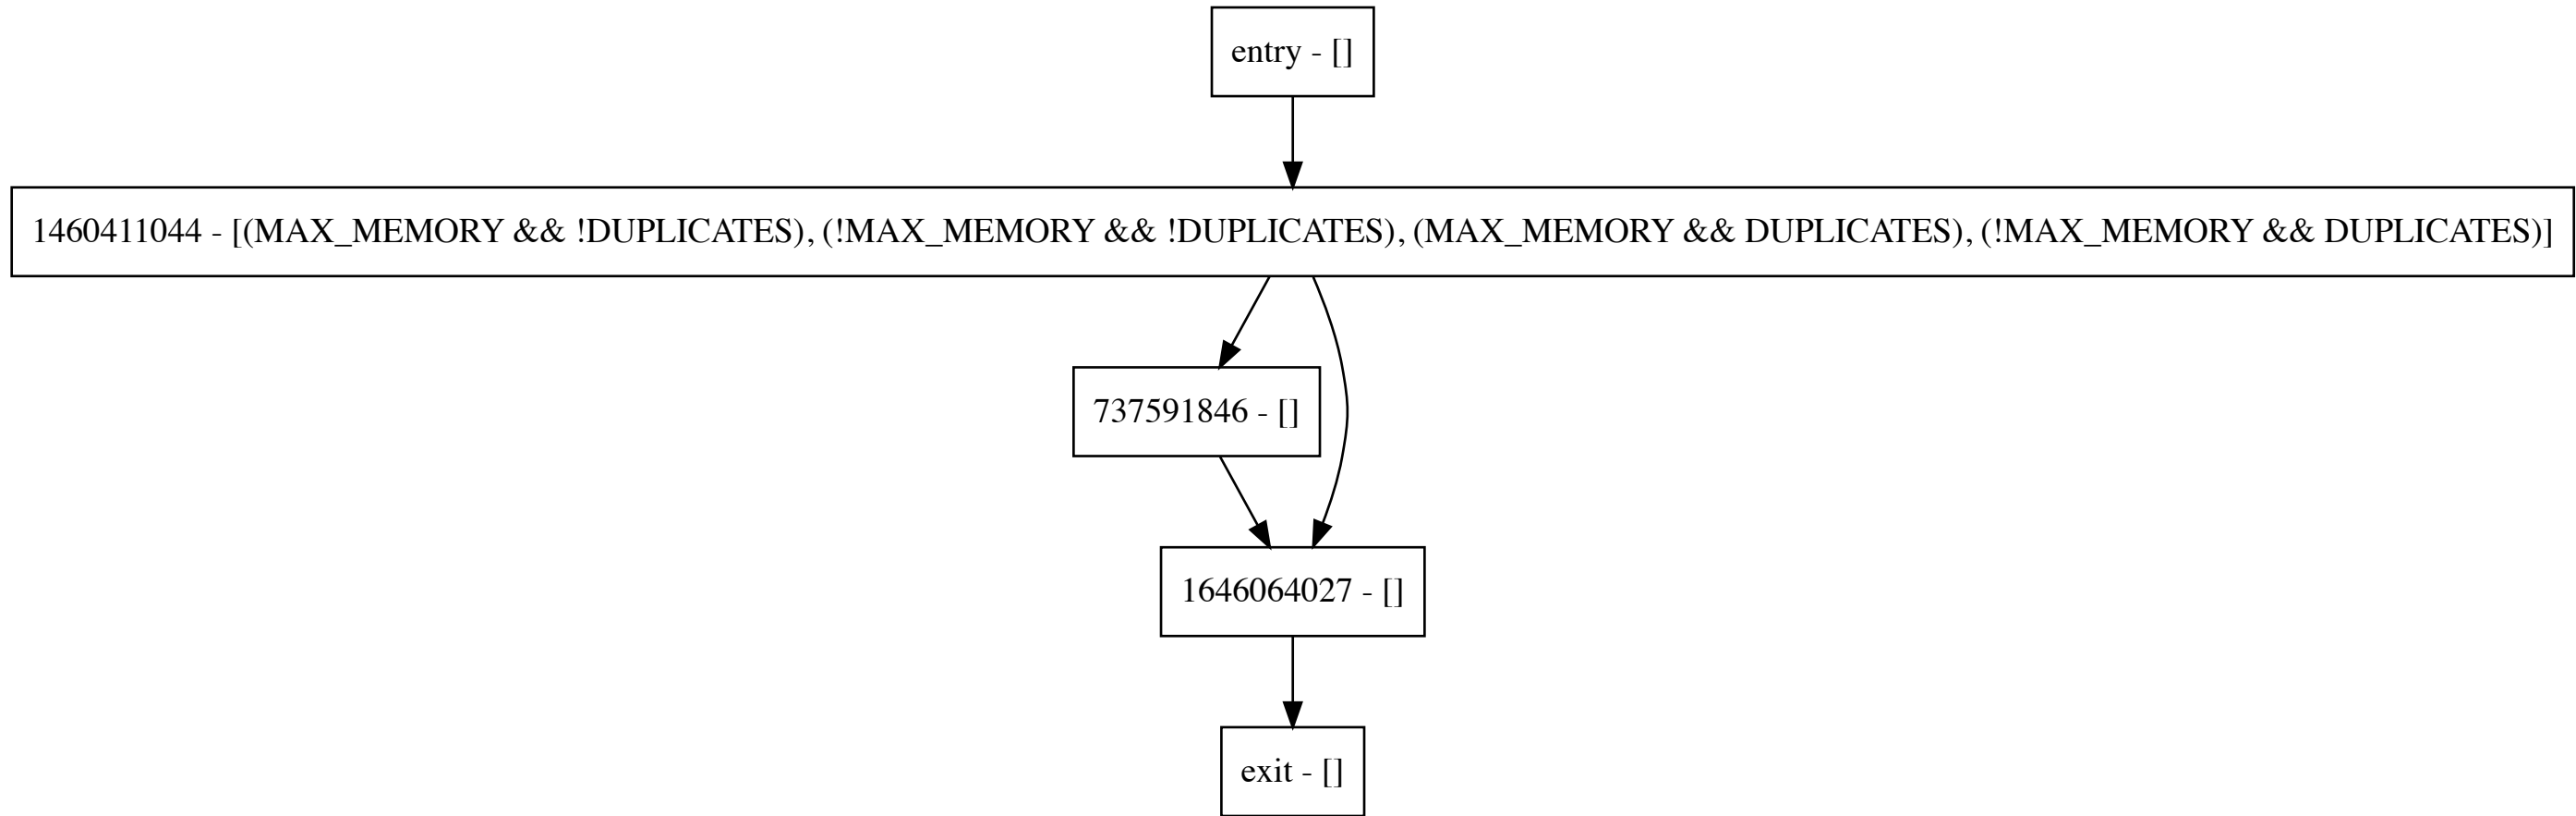 entry - []
1460411044 - [(MAX_MEMORY && !DUPLICATES), (!MAX_MEMORY && !DUPLICATES), (MAX_MEMORY && DUPLICATES), (!MAX_MEMORY && DUPLICATES)]
737591846 - []
1646064027 - []
exit - []